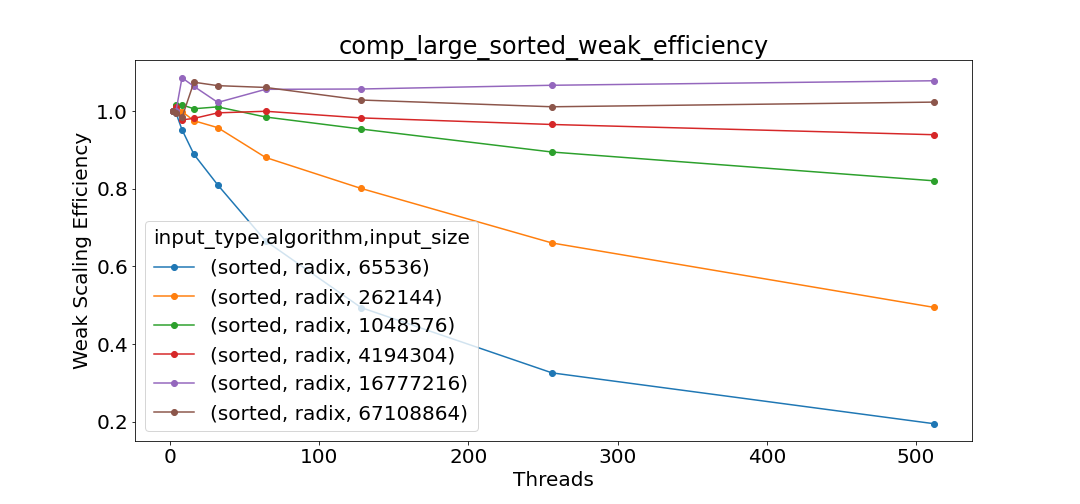 comp_large_sorted_weak_efficiency
Weak Scaling Efficiency
1.0
0.8
0.6
0.4
0.2
input_type,algorithm,input_size
(sorted, radix, 65536)
(sorted, radix, 262144)
(sorted, radix, 1048576)
(sorted, radix, 4194304)
(sorted, radix, 16777216)
(sorted, radix, 67108864)
0 100 200 300 400 500
Threads